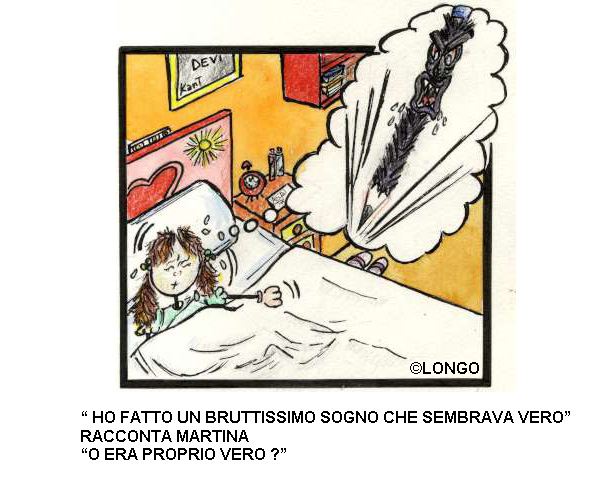 DEVI
KanT
©LONGO
“ HO FATTO UN BRUTTISSIMO SOGNO CHE SEMBRAVA VERO”
RACCONTA MARTINA
“O ERA PROPRIO VERO ?”